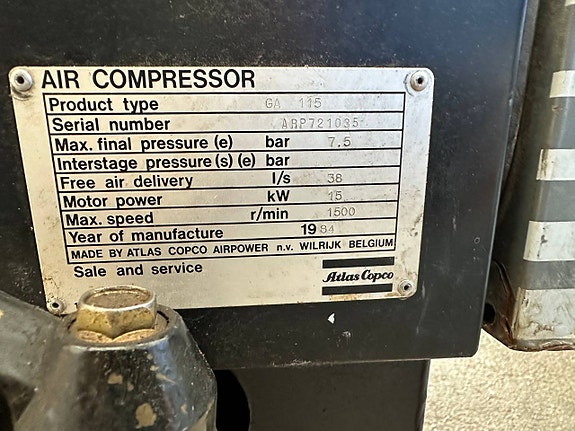 AIR COMPRESSOR
Product type GA 115
Serial number ARP721035
Max. final pressure (e) bar 7.5
Interstage pressure (s) (e) bar
Free air delivery l/s 38
Motor power kW 15
Max. speed r/min 1500
Year of manufacture 1984
MADE BY ATLAS COPCO AIRPOWER n.v. WILRIJK BELGIUM
Sale and service
Atlas Copco